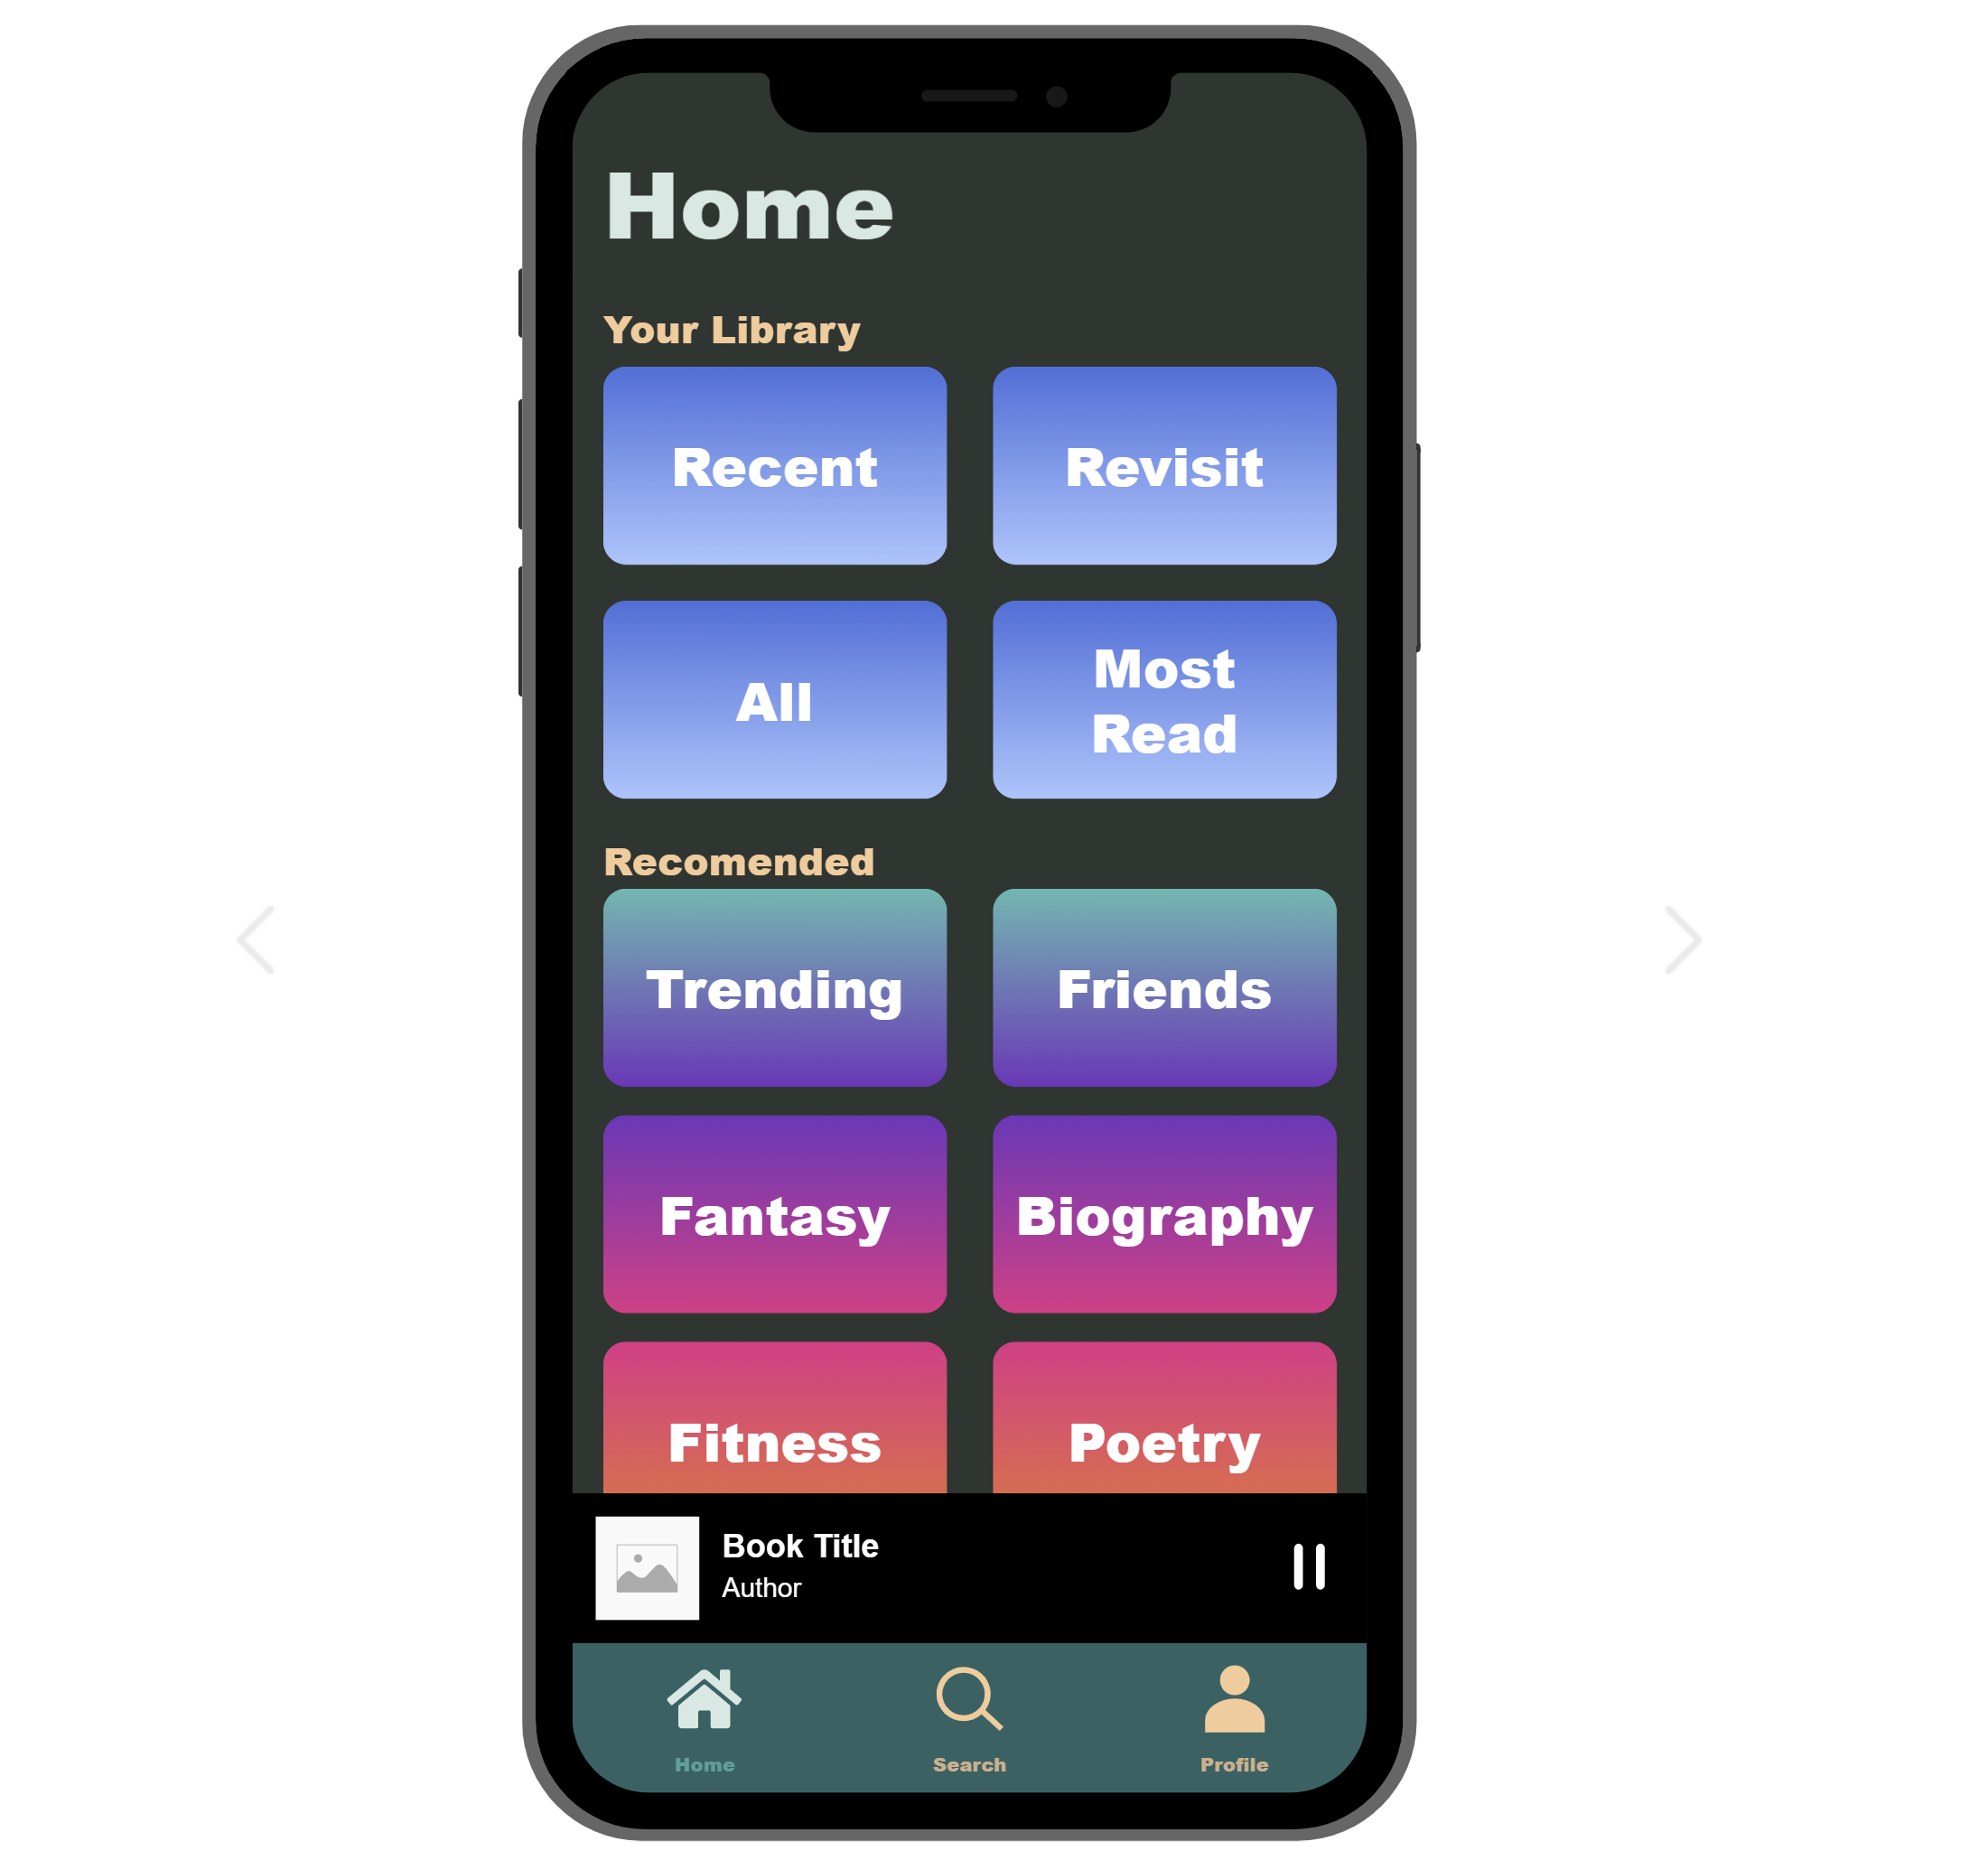 Home
Your Library
Recent
Revisit
All
Most
Read
Recomended
Trending
Friends
Fantasy
Biography
Fitness
Poetry
Book Title
Author
Home
Search
Profile